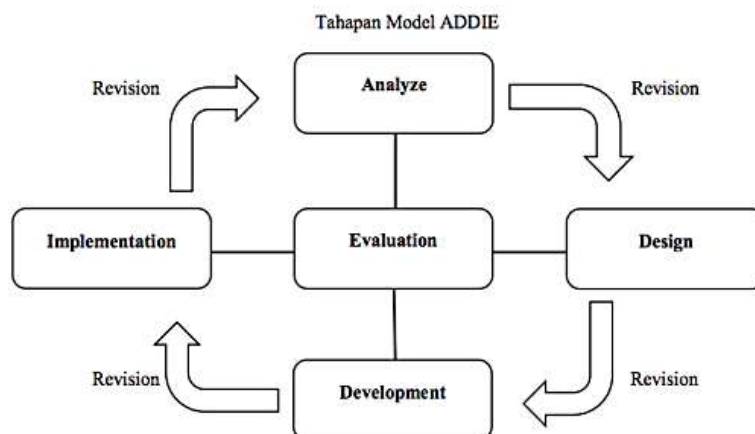 Tahapan Model ADDIE
Analyze
Revision
Revision
Implementation
Evaluation
Design
Revision
Revision
Development